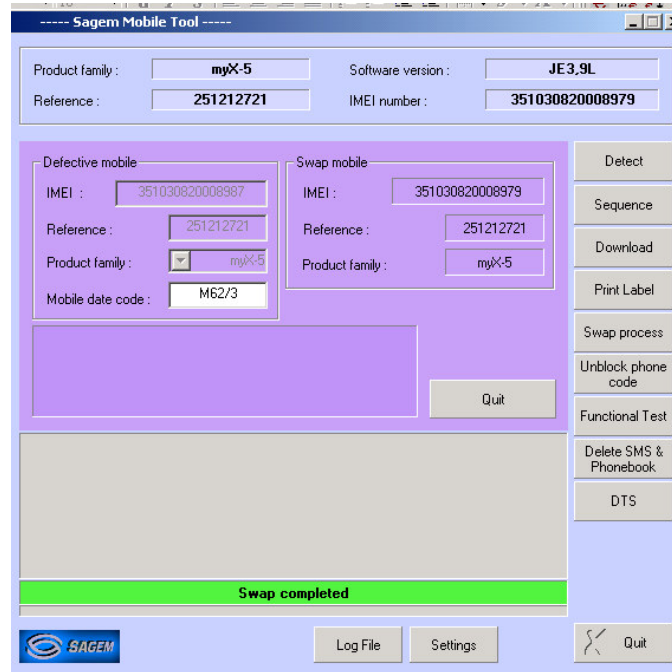 ----- Sagem Mobile Tool -----
Product family : myX-5 Software version : JE3,9L
Reference : 251212721 IMEI number : 351030820008979
Defective mobile
IMEI : 351030820008987
Reference : 251212721
Product family : myX-5
Mobile date code : M62/3
Swap mobile
IMEI : 351030820008979
Reference : 251212721
Product family : myX-5
Quit
Detect
Sequence
Download
Print Label
Swap process
Unblock phone
code
Functional Test
Delete SMS &
Phonebook
DTS
Swap completed
SAGEM
Log File
Settings
Quit